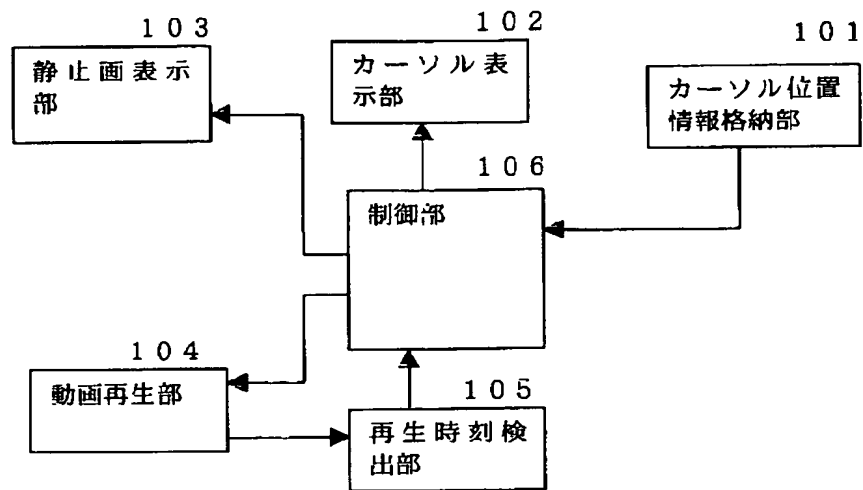 103
静止画表示
部
102
カーソル表
示部
101
カーソル位置
情報格納部
106
制御部
104
動画再生部
105
再生時刻検
出部